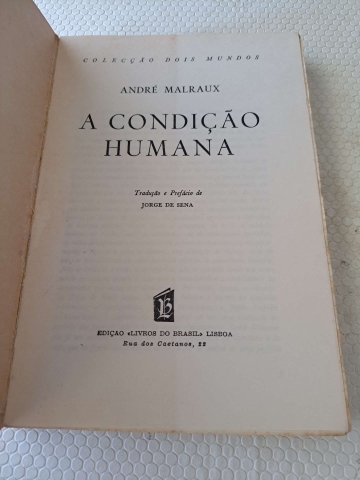 COLECÇÃO DOIS MUNDOS
ANDRÉ MALRAUX
A CONDIÇÃO
HUMANA
Tradução e Prefácio de
JORGE DE SENA
EDIÇÃO «LIVROS DO BRASIL» LISBOA
Rua dos Caetanos, 22